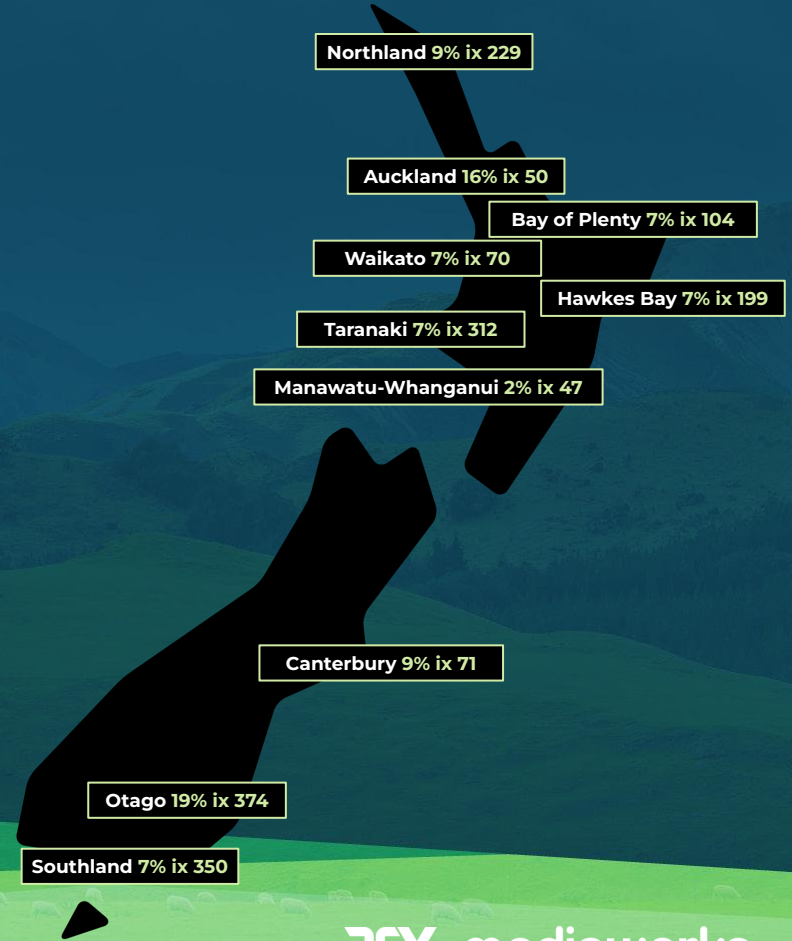 Northland 9% ix 229
Auckland 16% ix 50
Bay of Plenty 7% ix 104
Waikato 7% ix 70
Hawkes Bay 7% ix 199
Taranaki 7% ix 312
Manawatu-Whanganui 2% ix 47
Canterbury 9% ix 71
Otago 19% ix 374
Southland 7% ix 350
mediaworks